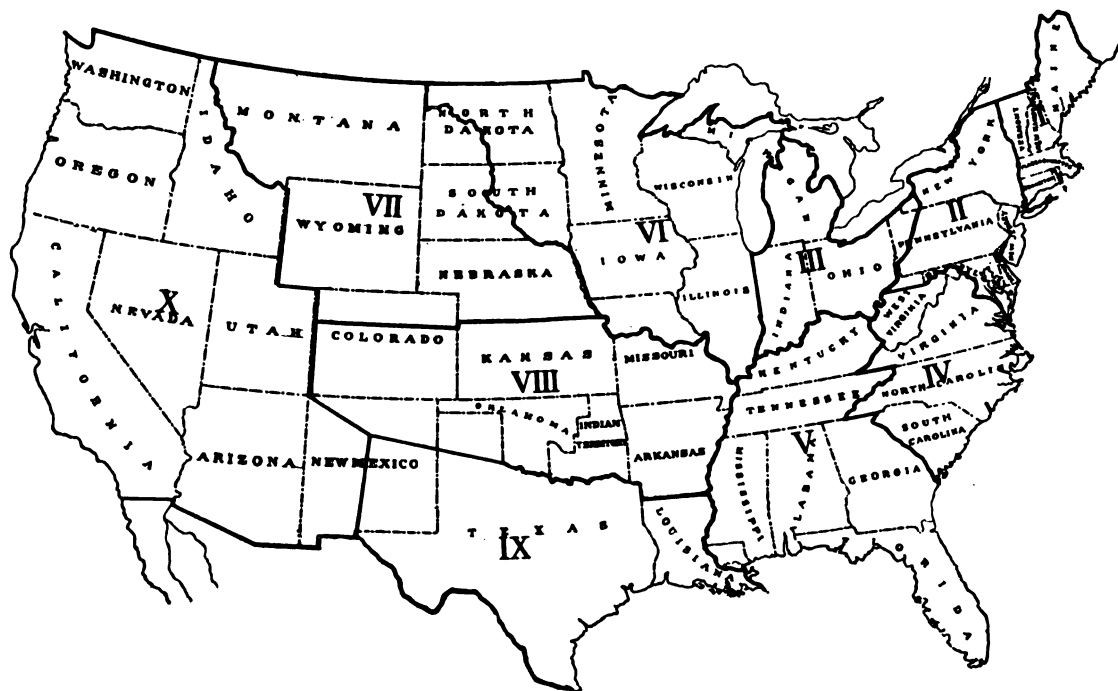 WASHINGTON
OREGON
CALIFORNIA
IDAHO
NEVADA
X
UTAH
ARIZONA
MONTANA
WYOMING
VII
COLORADO
NEW MEXICO
NORTH
DAKOTA
SOUTH
DAKOTA
NEBRASKA
KANSAS
VIII
OKLAHOMA
INDIAN
TERRITORY
TEXAS
IX
MINNESOTA
IOWA
VI
MISSOURI
ARKANSAS
LOUISIANA
WISCONSIN
ILLINOIS
INDIANA
III
OHIO
KENTUCKY
TENNESSEE
MISSISSIPPI
ALABAMA
V
GEORGIA
FLORIDA
SOUTH
CAROLINA
NORTH CAROLINA
IV
VIRGINIA
WEST
VIRGINIA
PENNSYLVANIA
II
NEW YORK
VERMONT
MAINE